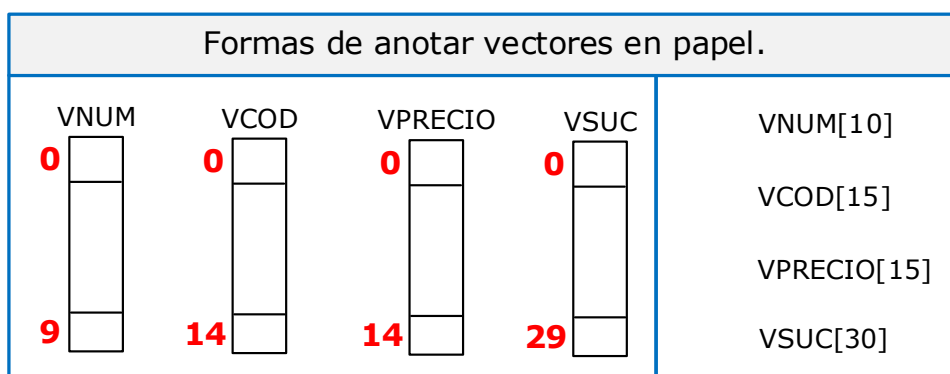 Formas de anotar vectores en papel.
VNUM VCOD VPRECIO VSUC
0 0 0 0
9 14 14 29
VNUM[10]
VCOD[15]
VPRECIO[15]
VSUC[30]